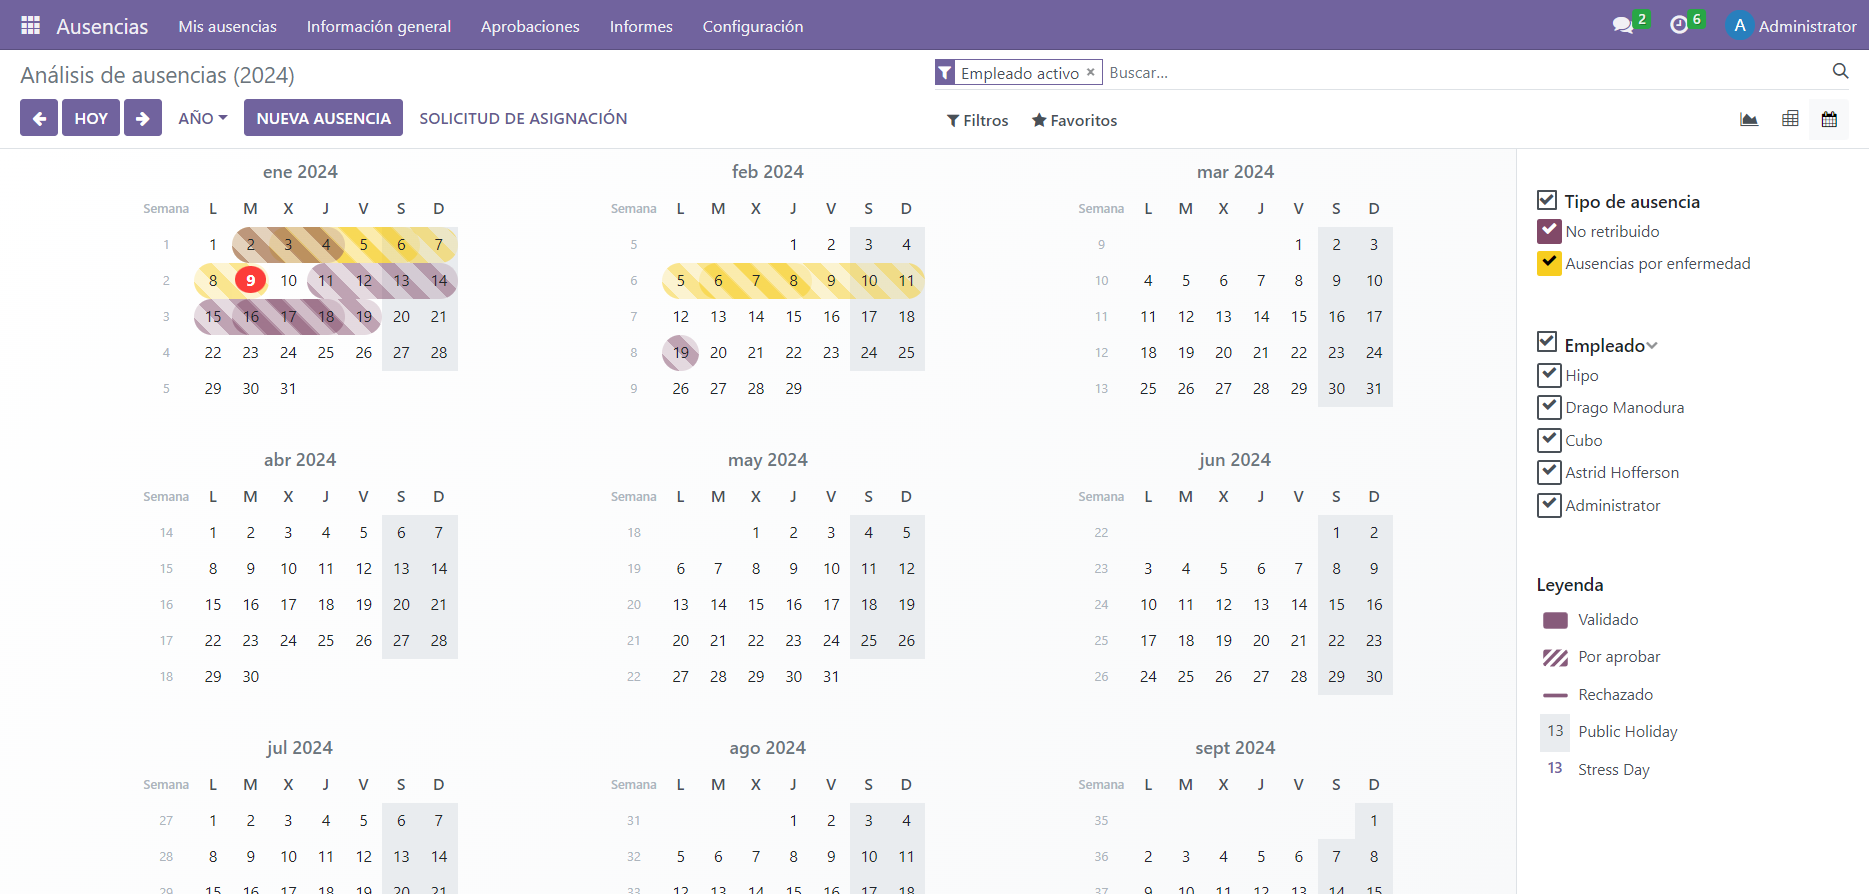 Ausencias Mis ausencias Información general Aprobaciones Informes Configuración 2 6 A Administrator
Análisis de ausencias (2024) Empleado activo × Buscar...
HOY AÑO NUEVA AUSENCIA SOLICITUD DE ASIGNACIÓN Filtros Favoritos
ene 2024 feb 2024 mar 2024
Semana L M X J V S D Semana L M X J V S D Semana L M X J V S D
1 1 2 3 4 5 6 7 5 1 2 3 4 9 1 2 3
2 8 9 10 11 12 13 14 6 5 6 7 8 9 10 11 10 4 5 6 7 8 9 10
3 15 16 17 18 19 20 21 7 12 13 14 15 16 17 18 11 11 12 13 14 15 16 17
4 22 23 24 25 26 27 28 8 19 20 21 22 23 24 25 12 18 19 20 21 22 23 24
5 29 30 31 9 26 27 28 29 13 25 26 27 28 29 30 31
abr 2024 may 2024 jun 2024
Semana L M X J V S D Semana L M X J V S D Semana L M X J V S D
14 1 2 3 4 5 6 7 18 1 2 3 4 5 22 1 2
15 8 9 10 11 12 13 14 19 6 7 8 9 10 11 12 23 3 4 5 6 7 8 9
16 15 16 17 18 19 20 21 20 13 14 15 16 17 18 19 24 10 11 12 13 14 15 16
17 22 23 24 25 26 27 28 21 20 21 22 23 24 25 26 25 17 18 19 20 21 22 23
18 29 30 22 27 28 29 30 31 26 24 25 26 27 28 29 30
jul 2024 ago 2024 sept 2024
Semana L M X J V S D Semana L M X J V S D Semana L M X J V S D
27 1 2 3 4 5 6 7 31 1 2 3 4 35 1
28 8 9 10 11 12 13 14 32 5 6 7 8 9 10 11 36 2 3 4 5 6 7 8
29 15 16 17 18 19 20 21 33 12 13 14 15 16 17 18 37 9 10 11 12 13 14 15
Tipo de ausencia
No retribuido
Ausencias por enfermedad
Empleado
Hipo
Drago Manodura
Cubo
Astrid Hofferson
Administrator
Leyenda
Validado
Por aprobar
Rechazado
13 Public Holiday
13 Stress Day